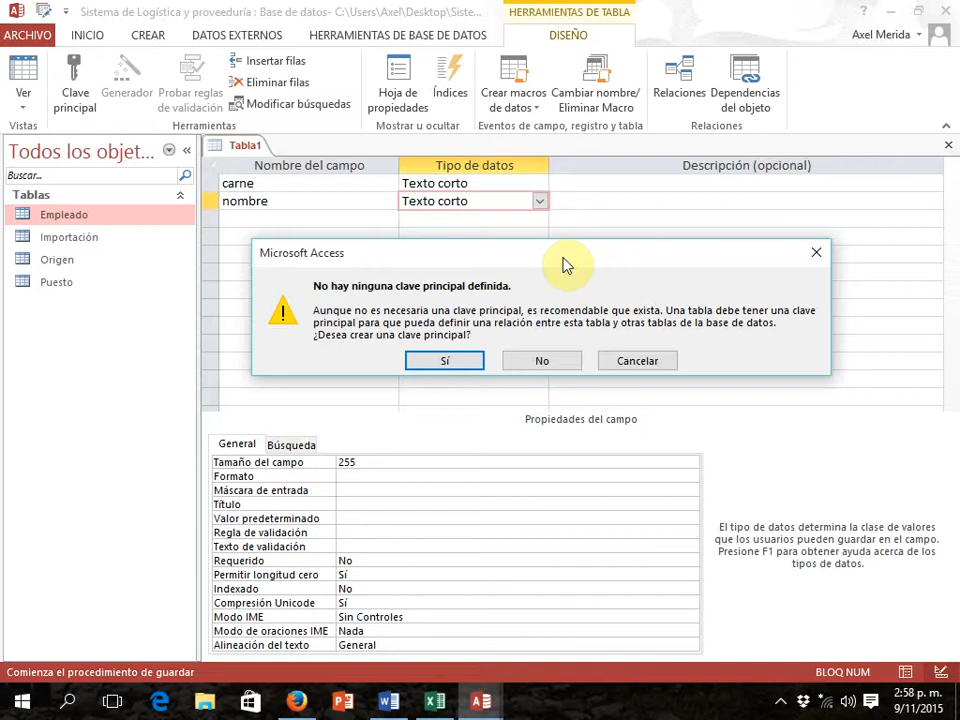 Sistema de Logística y proveeduría : Base de datos- C:\Users\Axel\Desktop\Siste...
HERRAMIENTAS DE TABLA
ARCHIVO INICIO CREAR DATOS EXTERNOS HERRAMIENTAS DE BASE DE DATOS DISEÑO Axel Merida
Ver
Clave principal
Generador
Probar reglas de validación
Insertar filas
Eliminar filas
Modificar búsquedas
Hoja de propiedades
Índices
Crear macros de datos
Cambiar nombre/ Eliminar Macro
Relaciones
Dependencias del objeto
Vistas Herramientas Mostrar u ocultar Eventos de campo, registro y tabla Relaciones
Todos los objet...
Buscar...
Tablas
Empleado
Importación
Origen
Puesto
Tabla1
Nombre del campo Tipo de datos Descripción (opcional)
carne Texto corto
nombre Texto corto
Microsoft Access
No hay ninguna clave principal definida.
Aunque no es necesaria una clave principal, es recomendable que exista. Una tabla debe tener una clave
principal para que pueda definir una relación entre esta tabla y otras tablas de la base de datos.
¿Desea crear una clave principal?
Sí No Cancelar
Propiedades del campo
General Búsqueda
Tamaño del campo 255
Formato
Máscara de entrada
Título
Valor predeterminado
Regla de validación
Texto de validación
Requerido No
Permitir longitud cero Sí
Indexado No
Compresión Unicode Sí
Modo IME Sin Controles
Modo de oraciones IME Nada
Alineación del texto General
El tipo de datos determina la clase de valores
que los usuarios pueden guardar en el campo.
Presione F1 para obtener ayuda acerca de los
tipos de datos.
Comienza el procedimiento de guardar BLOQ NUM
2:58 p. m.
9/11/2015